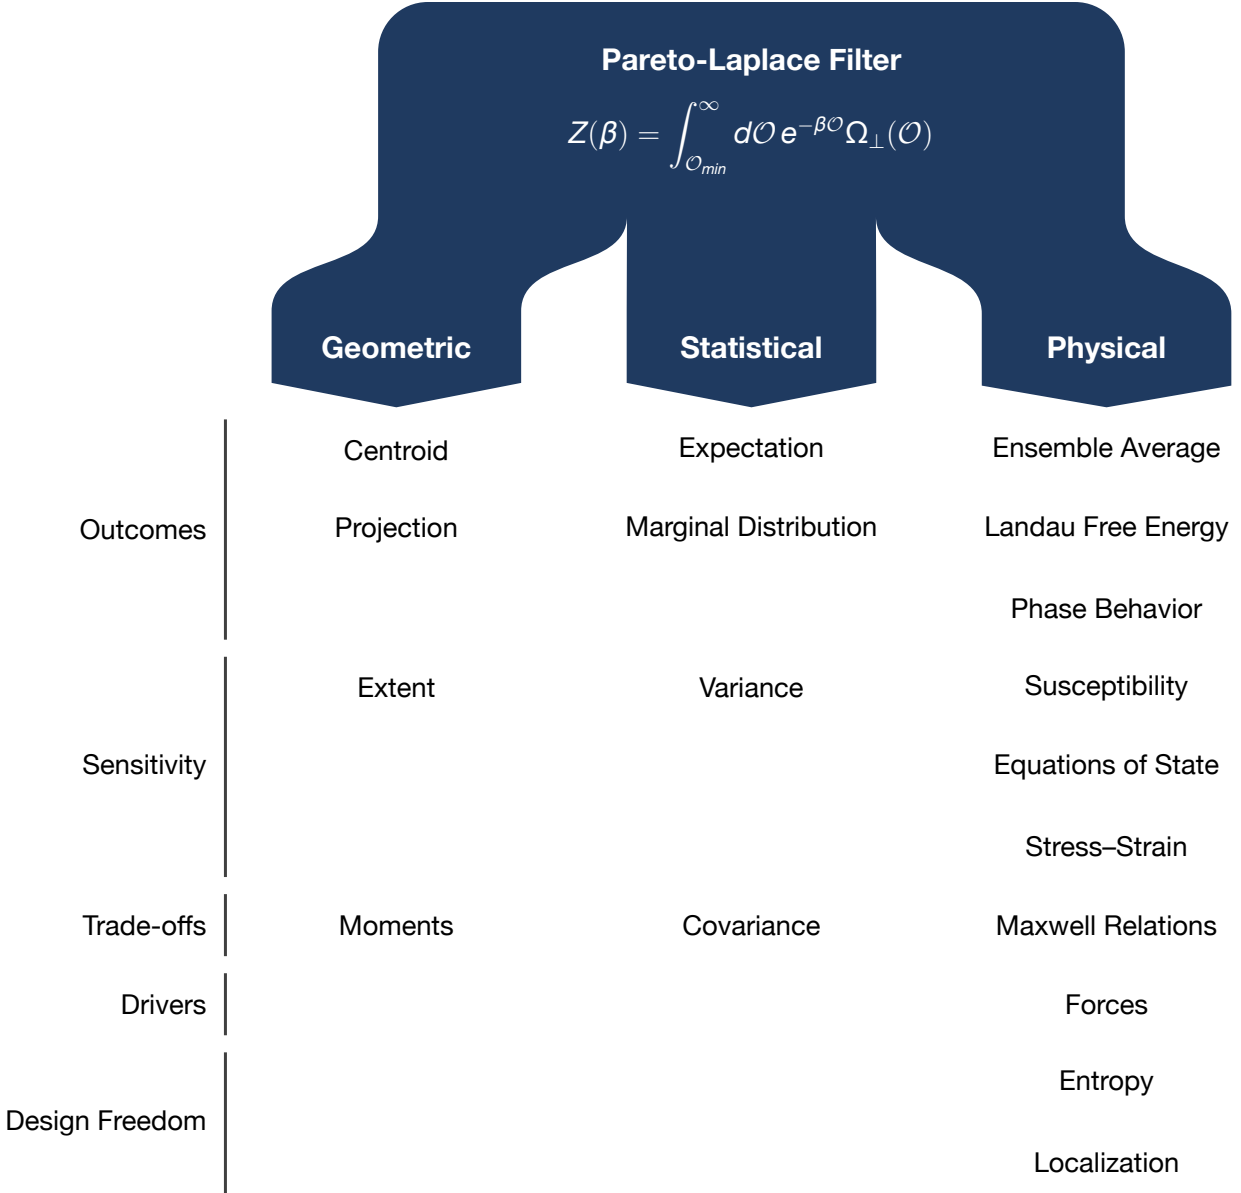 Pareto-Laplace Filter
Z(β) = ∫_{𝒪_{min}}^{∞} d𝒪 e^{-β𝒪} Ω_⊥(𝒪)
Geometric Statistical Physical
Centroid Expectation Ensemble Average
Outcomes Projection Marginal Distribution Landau Free Energy
Phase Behavior
Extent Variance Susceptibility
Sensitivity Equations of State
Stress–Strain
Trade-offs Moments Covariance Maxwell Relations
Drivers Forces
Entropy
Design Freedom
Localization